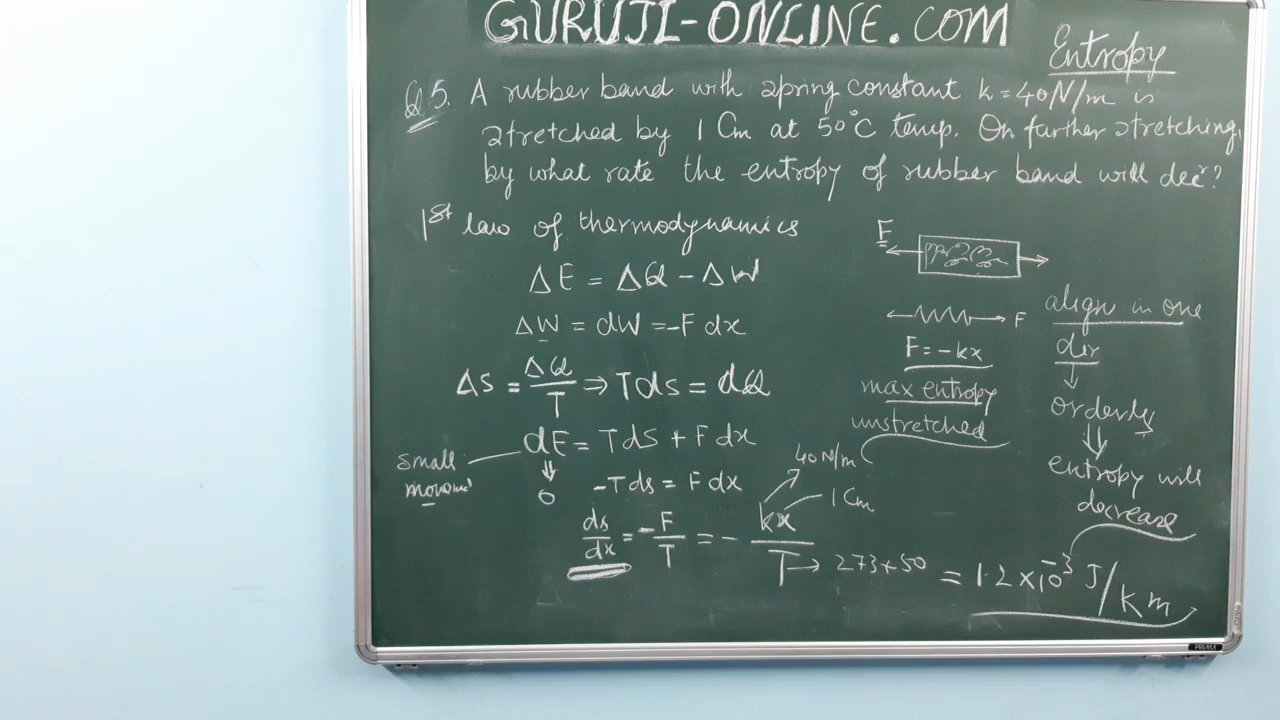 GURUJI-ONLINE.COM
Entropy
Q5. A rubber band with spring constant k=40N/m is
stretched by 1 Cm at 50°C temp. On further stretching,
by what rate the entropy of rubber band will decr?
1st law of thermodynamics
ΔE = ΔQ - ΔW
ΔW = dW = -F dx
ΔS = ΔQ/T ⇒ Tds = dQ
dE = TdS + F dx
small
⇓
0
-Tds = F dx
ds/dx = -F/T = - kx/T → 273+50 = 1.2×10⁻³ J/km
40 N/m
1 Cm
F
F
F = -kx
max entropy
unstretched
align in one
dir
↓
orderly
⇓
entropy will
decrease
PRIMA